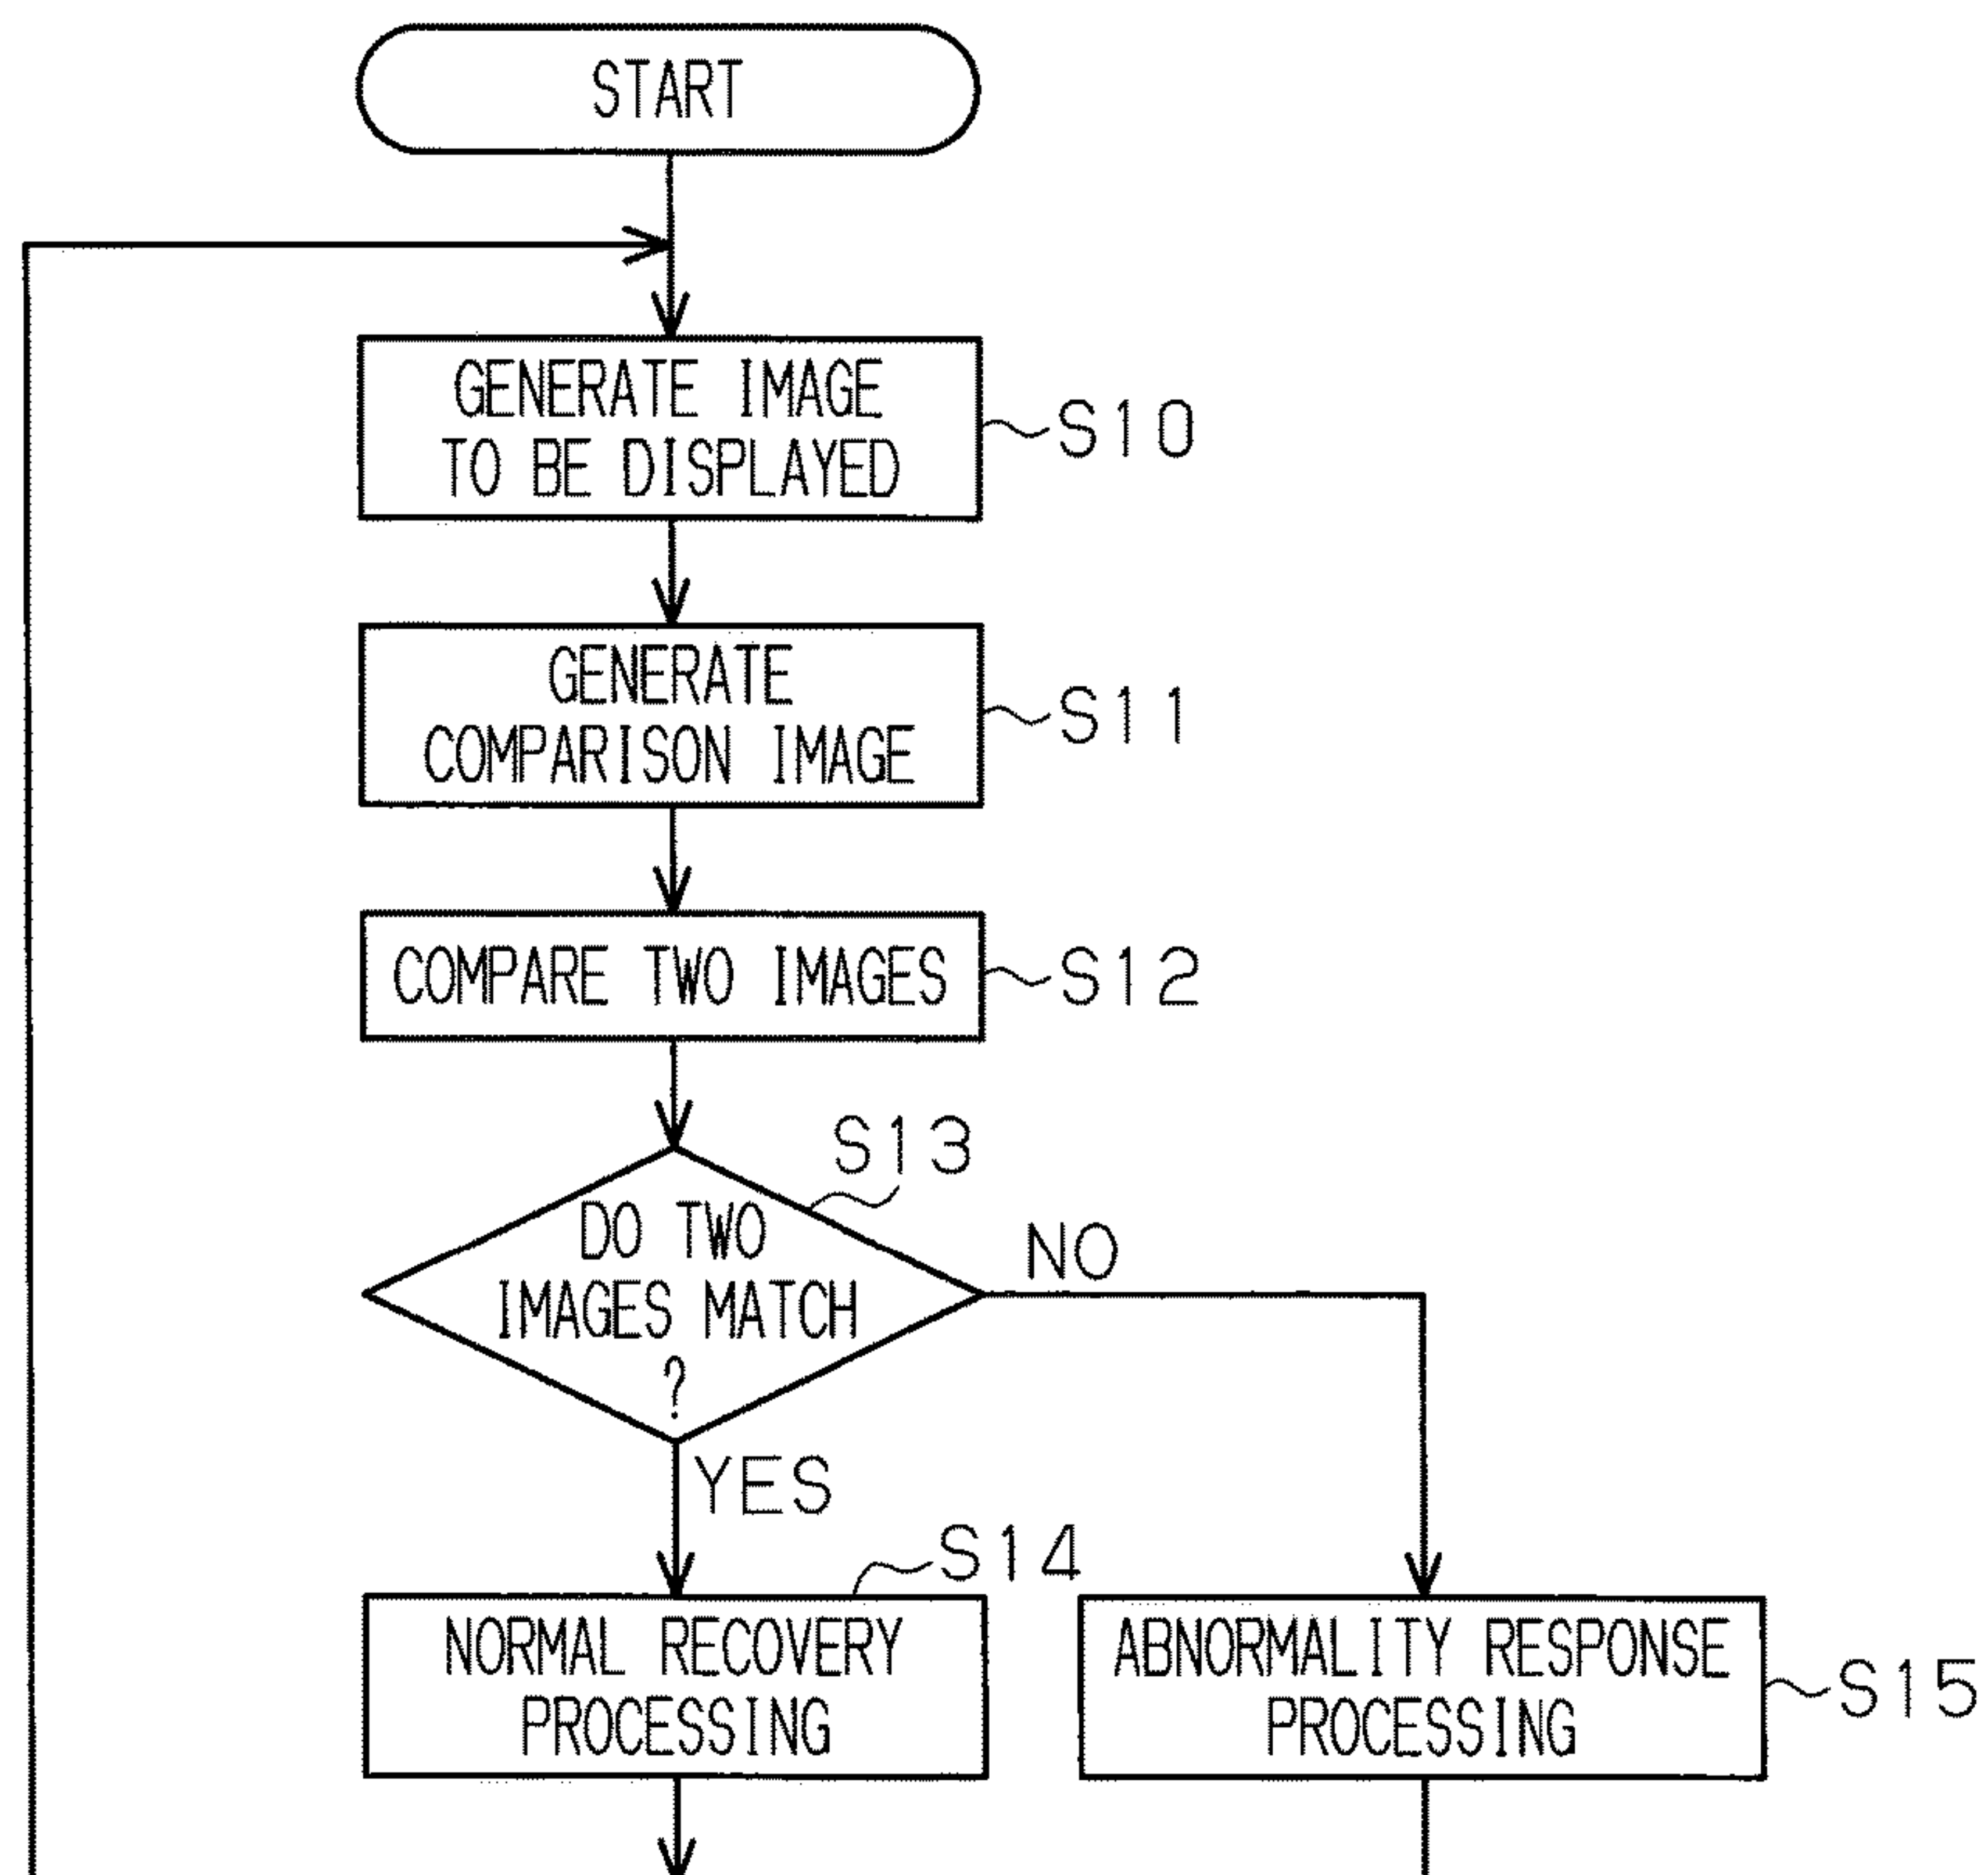 START
GENERATE IMAGE
TO BE DISPLAYED
S10
GENERATE
COMPARISON IMAGE
S11
COMPARE TWO IMAGES
S12
S13
DO TWO
IMAGES MATCH
?
NO
YES
S14
NORMAL RECOVERY
PROCESSING
ABNORMALITY RESPONSE
PROCESSING
S15